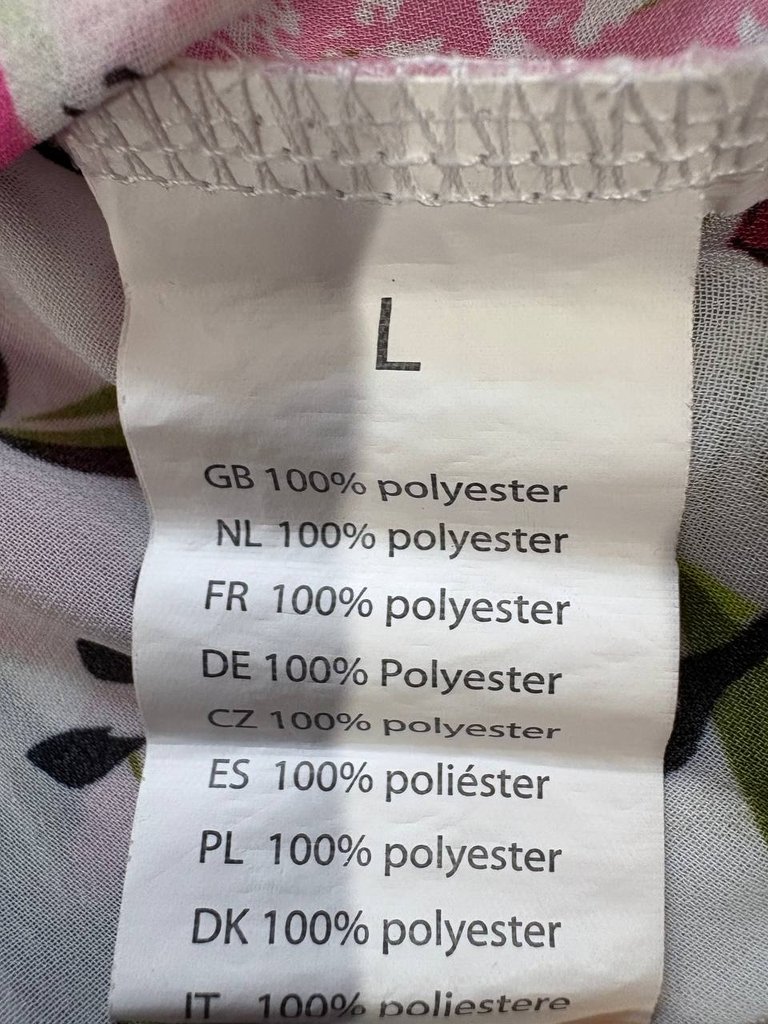 L
GB 100% polyester
NL 100% polyester
FR 100% polyester
DE 100% Polyester
CZ 100% polyester
ES 100% poliéster
PL 100% polyester
DK 100% polyester
IT 100% poliestere